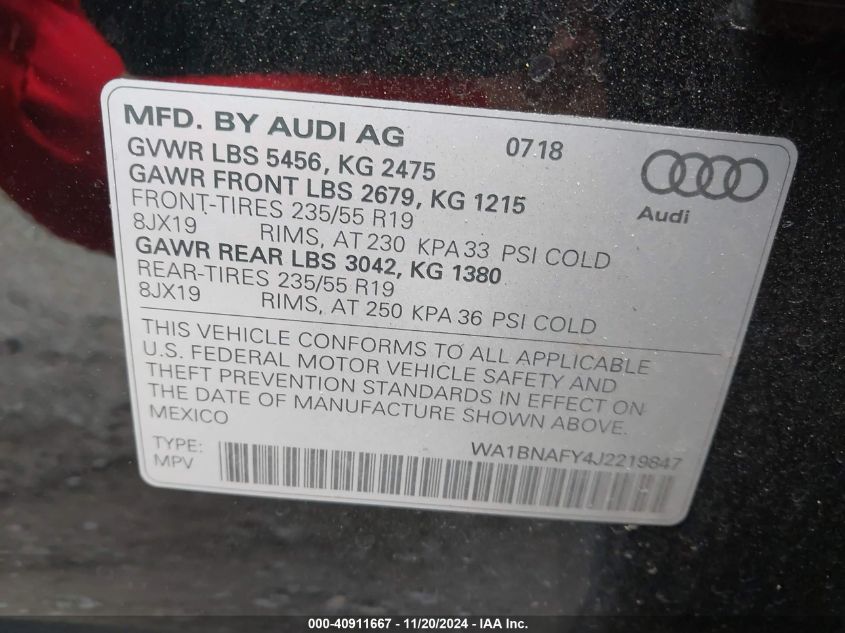 MFD. BY AUDI AG 07.18
GVWR LBS 5456, KG 2475
GAWR FRONT LBS 2679, KG 1215
FRONT-TIRES 235/55 R19
8JX19 RIMS, AT 230 KPA 33 PSI COLD
GAWR REAR LBS 3042, KG 1380
REAR-TIRES 235/55 R19
8JX19 RIMS, AT 250 KPA 36 PSI COLD
Audi
THIS VEHICLE CONFORMS TO ALL APPLICABLE
U.S. FEDERAL MOTOR VEHICLE SAFETY AND
THEFT PREVENTION STANDARDS IN EFFECT ON
THE DATE OF MANUFACTURE SHOWN ABOVE.
MEXICO
TYPE: WA1BNAFY4J2219847
MPV
000-40911667 - 11/20/2024 - IAA Inc.